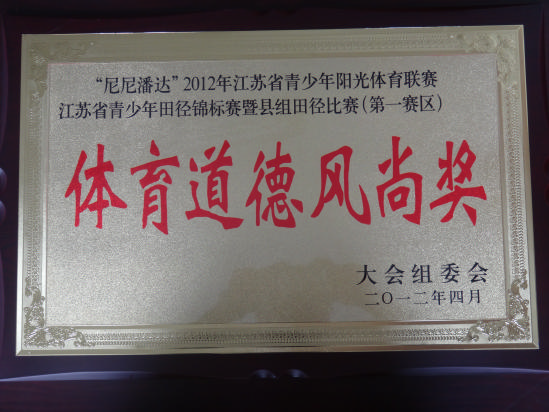 “尼尼潘达”2012年江苏省青少年阳光体育联赛
江苏省青少年田径锦标赛暨县组田径比赛(第一赛区)
体育道德风尚奖
大会组委会
二〇一二年四月